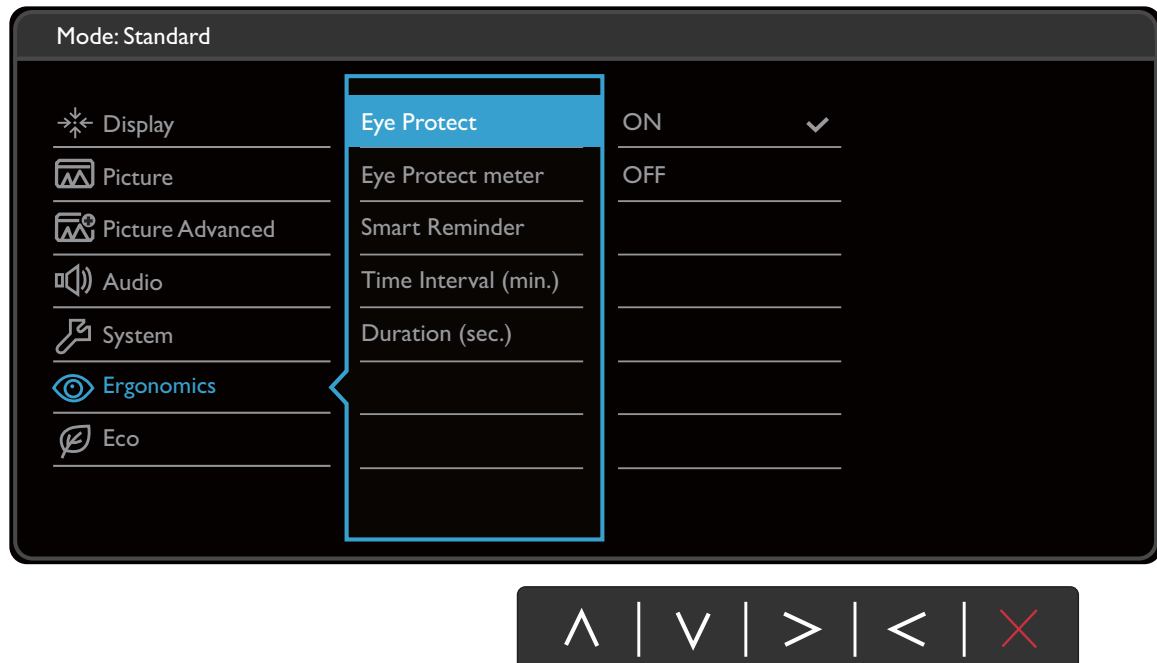 Mode: Standard
Display
Picture
Picture Advanced
Audio
System
Ergonomics
Eco
Eye Protect
Eye Protect meter
Smart Reminder
Time Interval (min.)
Duration (sec.)
ON
OFF